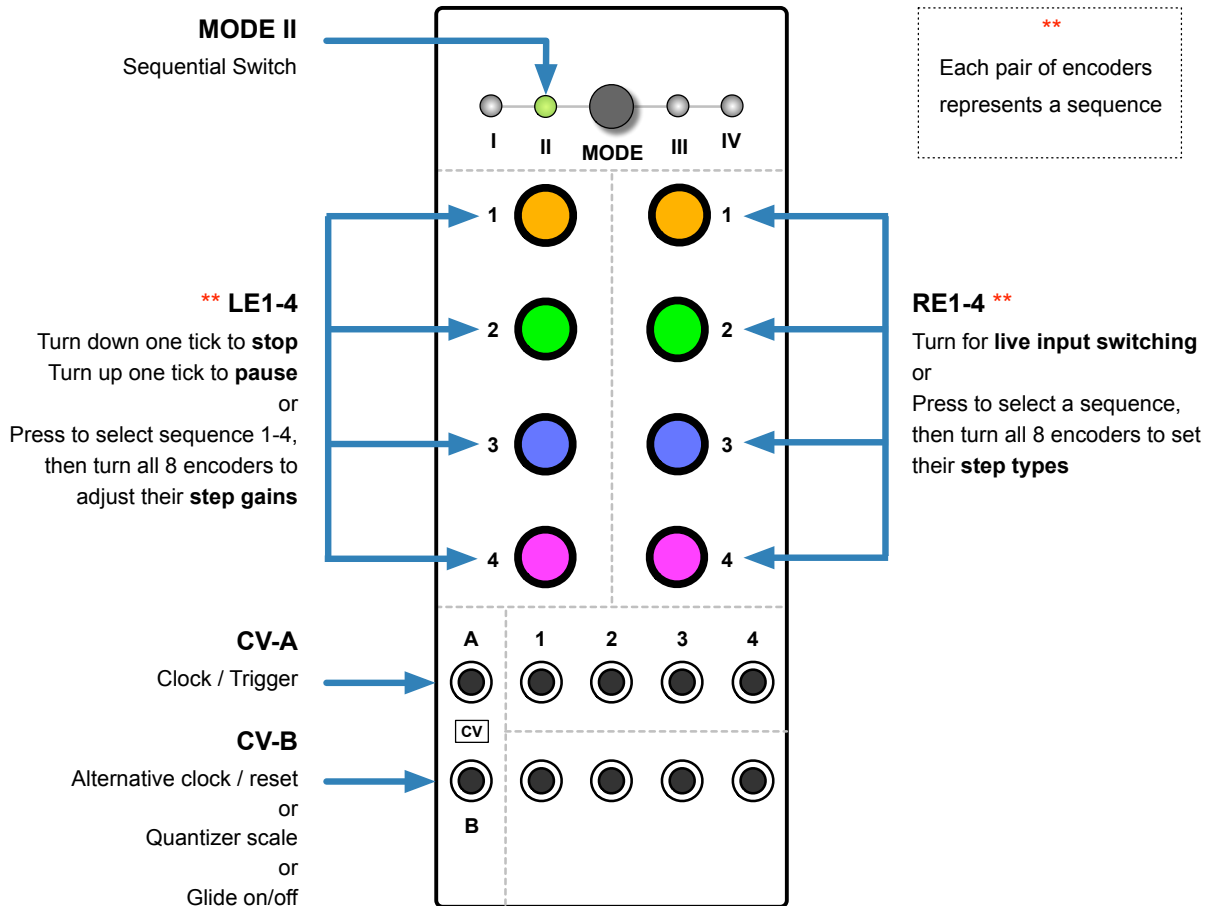 MODE II
Sequential Switch
**
Each pair of encoders
represents a sequence
I
II
MODE
III
IV
1
1
2
2
3
3
4
4
** LE1-4
Turn down one tick to stop
Turn up one tick to pause
or
Press to select sequence 1-4,
then turn all 8 encoders to
adjust their step gains
RE1-4 **
Turn for live input switching
or
Press to select a sequence,
then turn all 8 encoders to set
their step types
CV-A
Clock / Trigger
A
1
2
3
4
CV
CV-B
Alternative clock / reset
or
Quantizer scale
or
Glide on/off
B